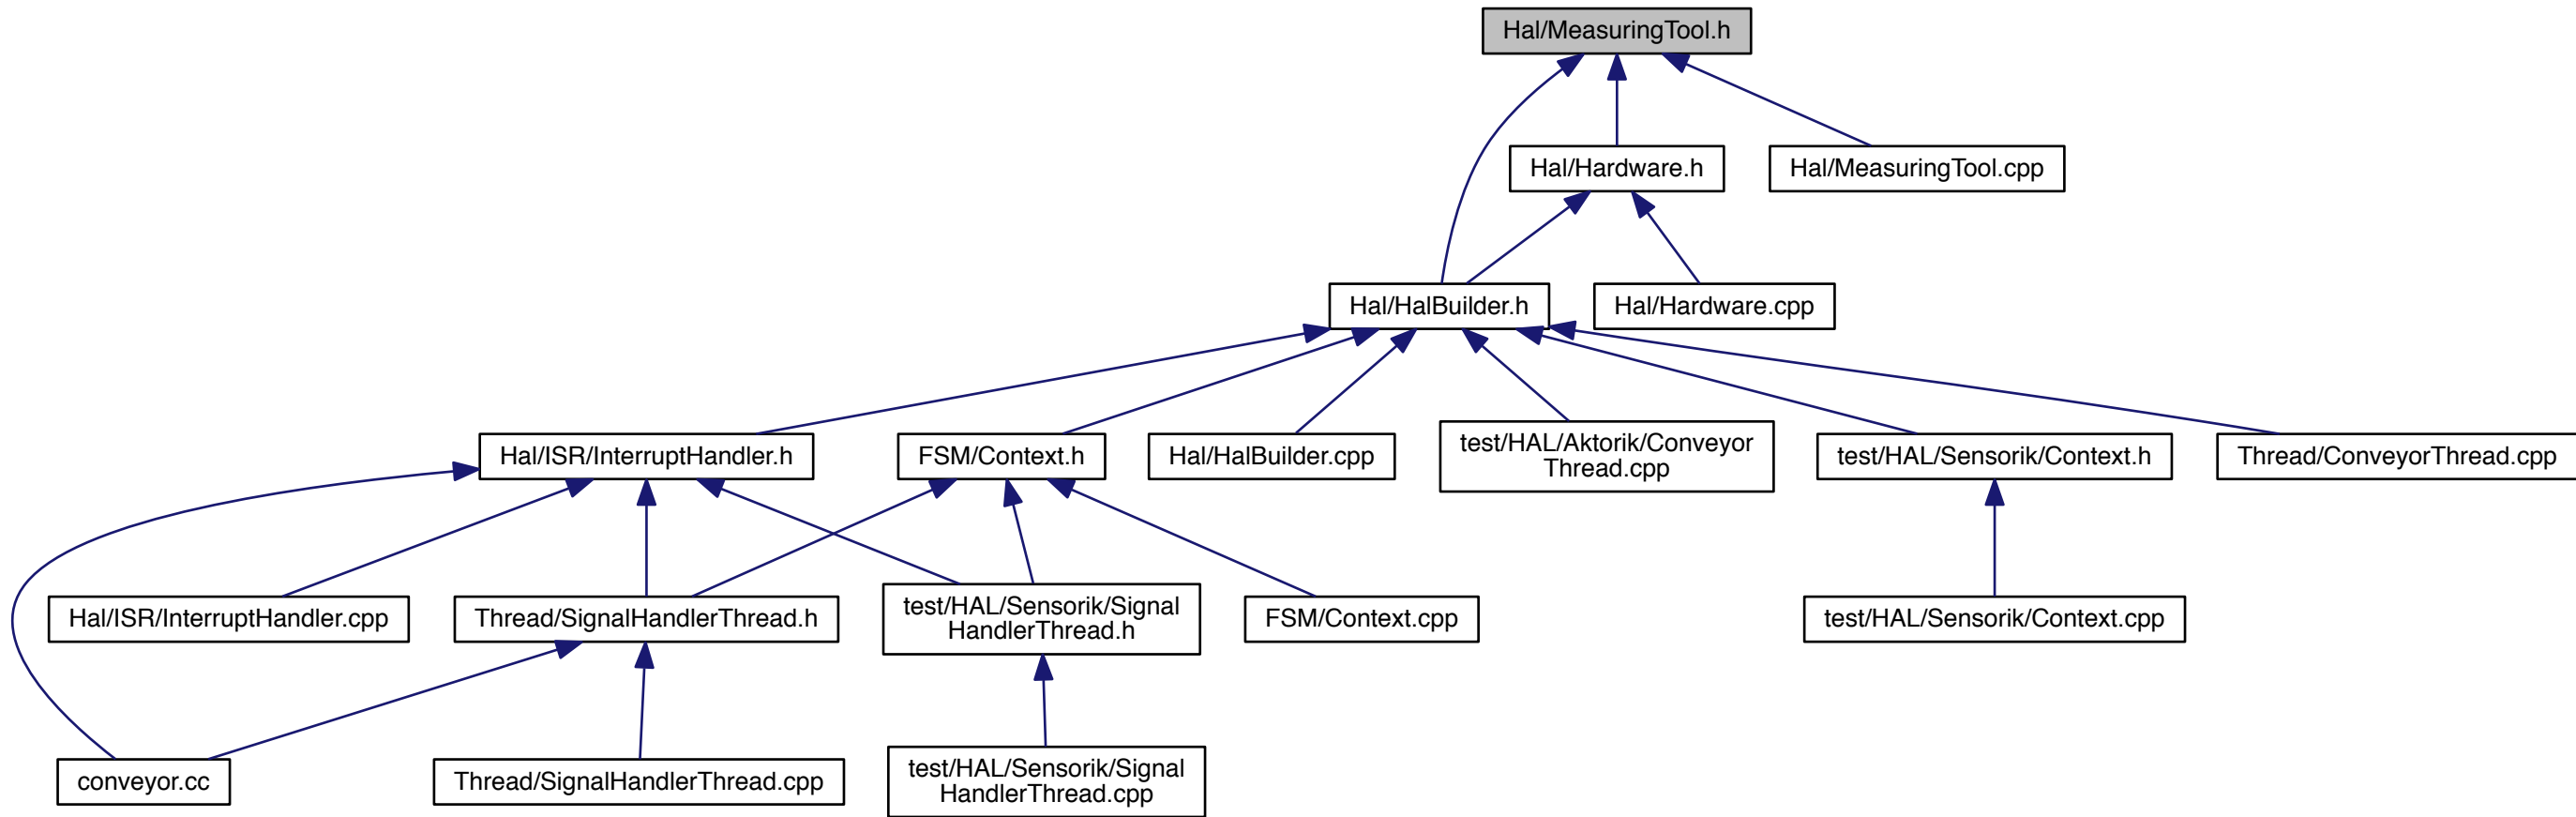 Hal/MeasuringTool.h
Hal/Hardware.h
Hal/MeasuringTool.cpp
Hal/HalBuilder.h
Hal/Hardware.cpp
Hal/ISR/InterruptHandler.h
FSM/Context.h
Hal/HalBuilder.cpp
test/HAL/Aktorik/Conveyor
Thread.cpp
test/HAL/Sensorik/Context.h
Thread/ConveyorThread.cpp
Hal/ISR/InterruptHandler.cpp
Thread/SignalHandlerThread.h
test/HAL/Sensorik/Signal
HandlerThread.h
FSM/Context.cpp
test/HAL/Sensorik/Context.cpp
conveyor.cc
Thread/SignalHandlerThread.cpp
test/HAL/Sensorik/Signal
HandlerThread.cpp